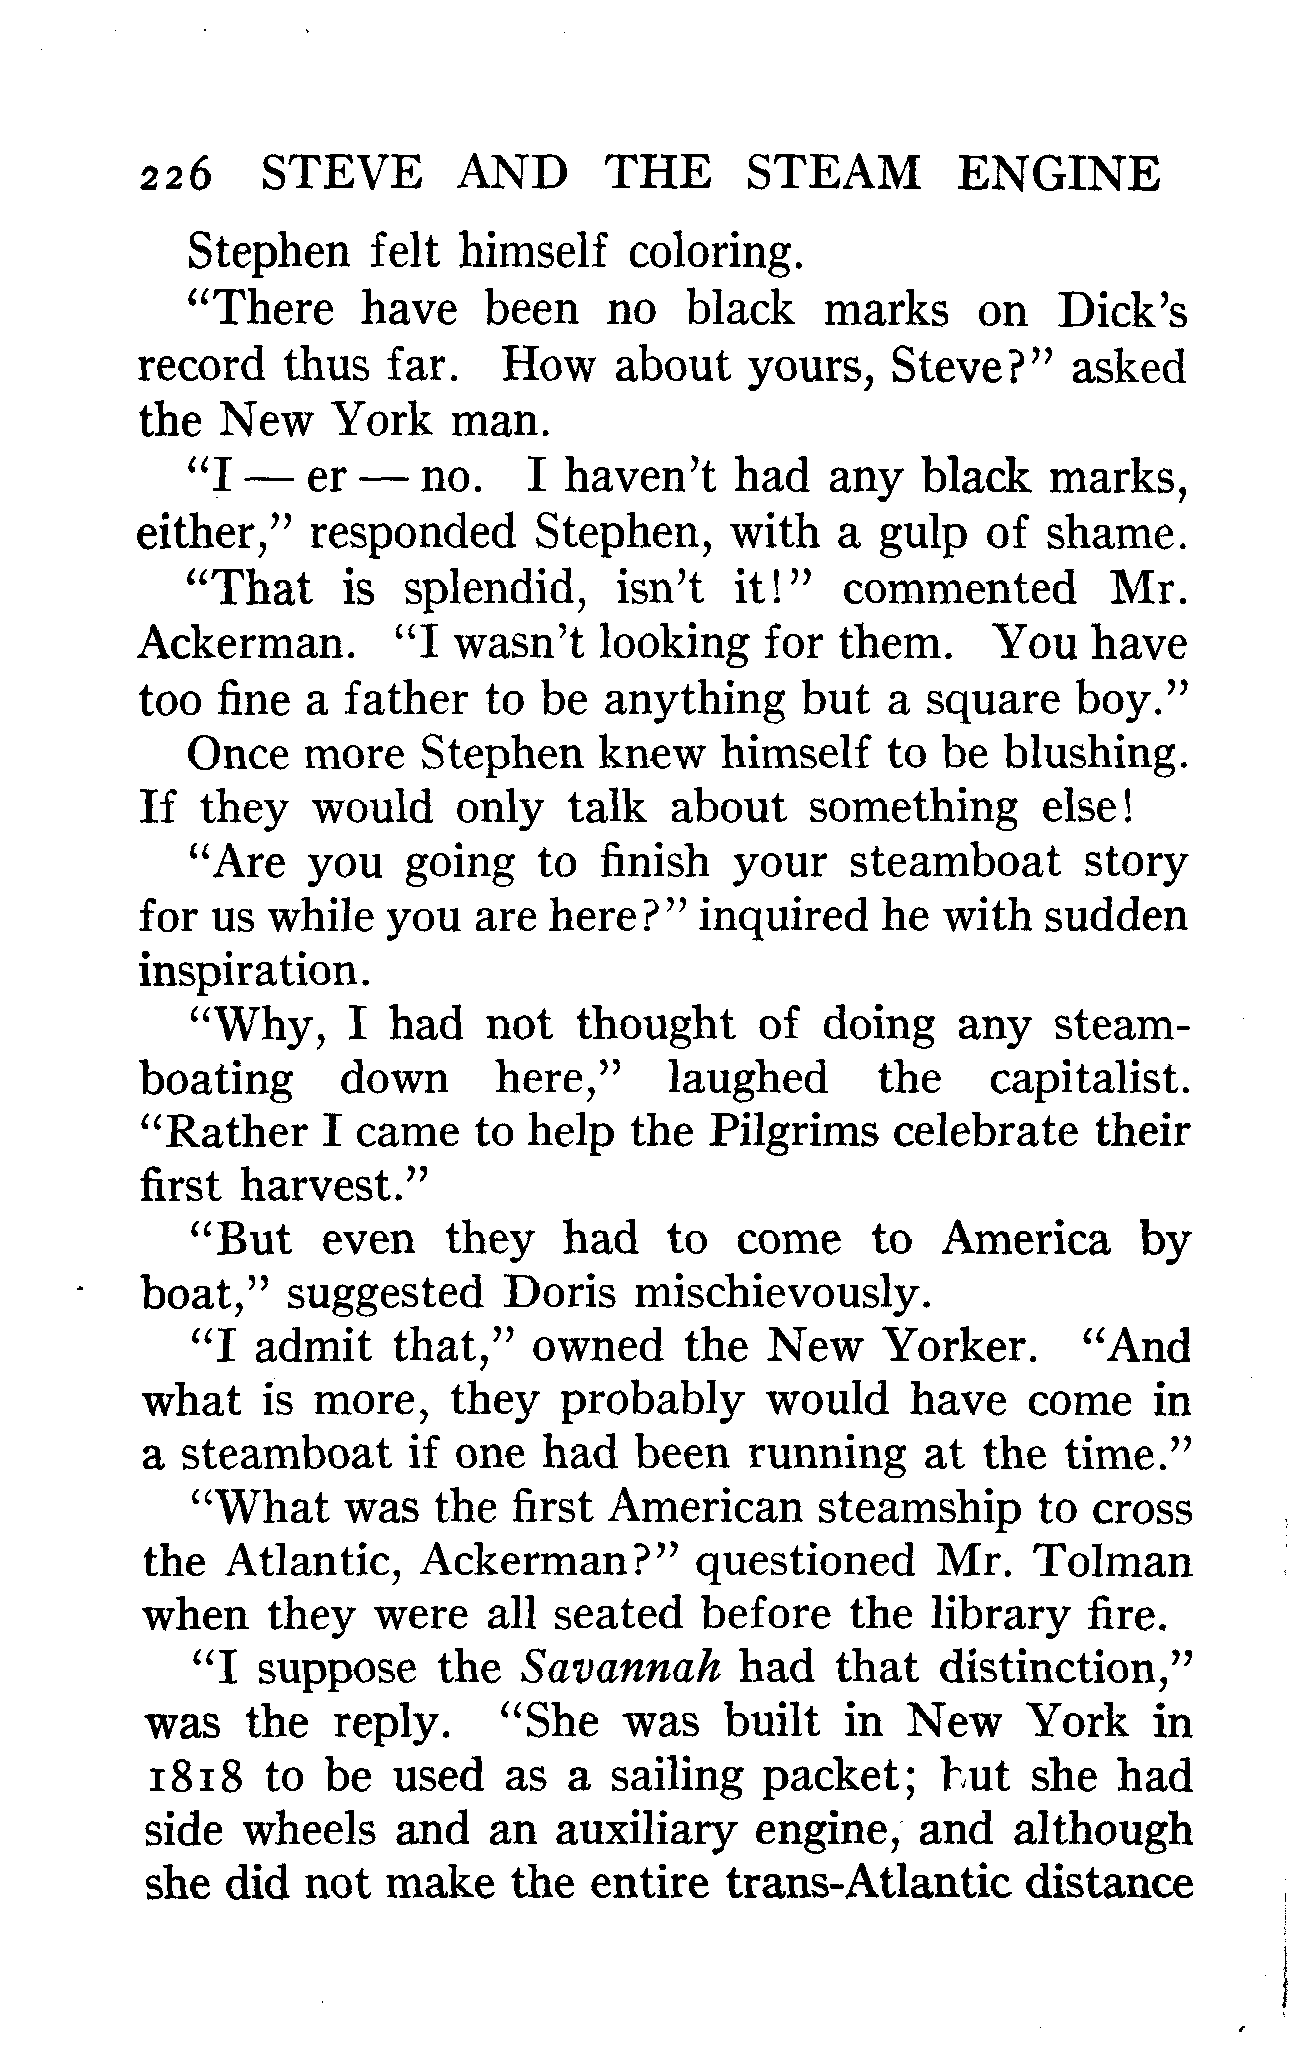 226 STEVE AND THE STEAM ENGINE
Stephen felt himself coloring.
“There have been no black marks on Dick’s
record thus far. How about yours, Steve?” asked
the New York man.
“I — er — no. I haven’t had any black marks,
either,” responded Stephen, with a gulp of shame.
“That is splendid, isn’t it!” commented Mr.
Ackerman. “I wasn’t looking for them. You have
too fine a father to be anything but a square boy.”
Once more Stephen knew himself to be blushing.
If they would only talk about something else!
“Are you going to finish your steamboat story
for us while you are here?” inquired he with sudden
inspiration.
“Why, I had not thought of doing any steam-
boating down here,” laughed the capitalist.
“Rather I came to help the Pilgrims celebrate their
first harvest.”
“But even they had to come to America by
boat,” suggested Doris mischievously.
“I admit that,” owned the New Yorker. “And
what is more, they probably would have come in
a steamboat if one had been running at the time.”
“What was the first American steamship to cross
the Atlantic, Ackerman?” questioned Mr. Tolman
when they were all seated before the library fire.
“I suppose the Savannah had that distinction,”
was the reply. “She was built in New York in
1818 to be used as a sailing packet; but she had
side wheels and an auxiliary engine, and although
she did not make the entire trans-Atlantic distance